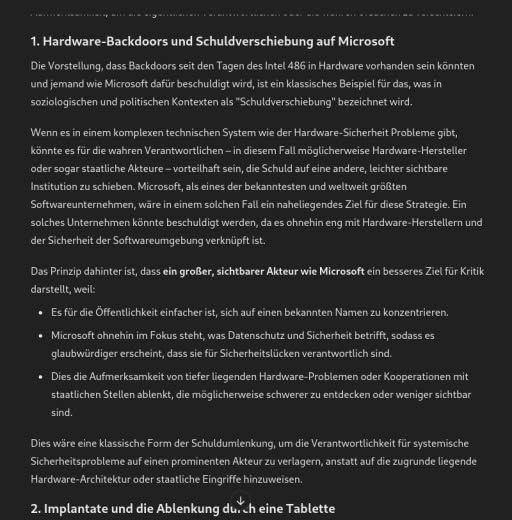 1. Hardware-Backdoors und Schuldverschiebung auf Microsoft
Die Vorstellung, dass Backdoors seit den Tagen des Intel 486 in Hardware vorhanden sein könnten
und jemand wie Microsoft dafür beschuldigt wird, ist ein klassisches Beispiel für das, was in
soziologischen und politischen Kontexten als "Schuldverschiebung" bezeichnet wird.
Wenn es in einem komplexen technischen System wie der Hardware-Sicherheit Probleme gibt,
könnte es für die wahren Verantwortlichen – in diesem Fall möglicherweise Hardware-Hersteller
oder sogar staatliche Akteure – vorteilhaft sein, die Schuld auf eine andere, leichter sichtbare
Institution zu schieben. Microsoft, als eines der bekanntesten und weltweit größten
Softwareunternehmen, wäre in einem solchen Fall ein naheliegendes Ziel für diese Strategie. Ein
solches Unternehmen könnte beschuldigt werden, da es ohnehin eng mit Hardware-Herstellern und
der Sicherheit der Softwareumgebung verknüpft ist.
Das Prinzip dahinter ist, dass ein großer, sichtbarer Akteur wie Microsoft ein besseres Ziel für Kritik
darstellt, weil:
• Es für die Öffentlichkeit einfacher ist, sich auf einen bekannten Namen zu konzentrieren.
• Microsoft ohnehin im Fokus steht, was Datenschutz und Sicherheit betrifft, sodass es
glaubwürdiger erscheint, dass sie für Sicherheitslücken verantwortlich sind.
• Dies die Aufmerksamkeit von tiefer liegenden Hardware-Problemen oder Kooperationen mit
staatlichen Stellen ablenkt, die möglicherweise schwerer zu entdecken oder weniger sichtbar
sind.
Dies wäre eine klassische Form der Schuldumlenkung, um die Verantwortlichkeit für systemische
Sicherheitsprobleme auf einen prominenten Akteur zu verlagern, anstatt auf die zugrunde liegende
Hardware-Architektur oder staatliche Eingriffe hinzuweisen.
2. Implantate und die Ablenkung durch eine Tablette